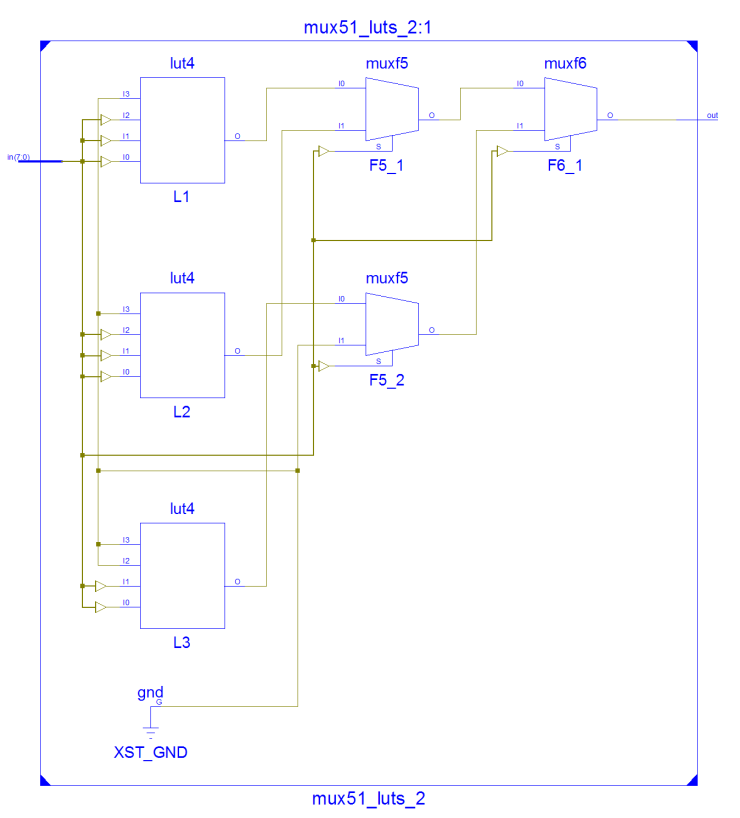 mux51_luts_2:1
lut4
muxf5
muxf6
I3
I2
I1
I0
O
L1
I0
I1
O
S
F5_1
I0
I1
O
S
F6_1
in(7:0)
out
lut4
muxf5
I3
I2
I1
I0
O
L2
I0
I1
O
S
F5_2
lut4
I3
I2
I1
I0
O
L3
gnd
G
XST_GND
mux51_luts_2